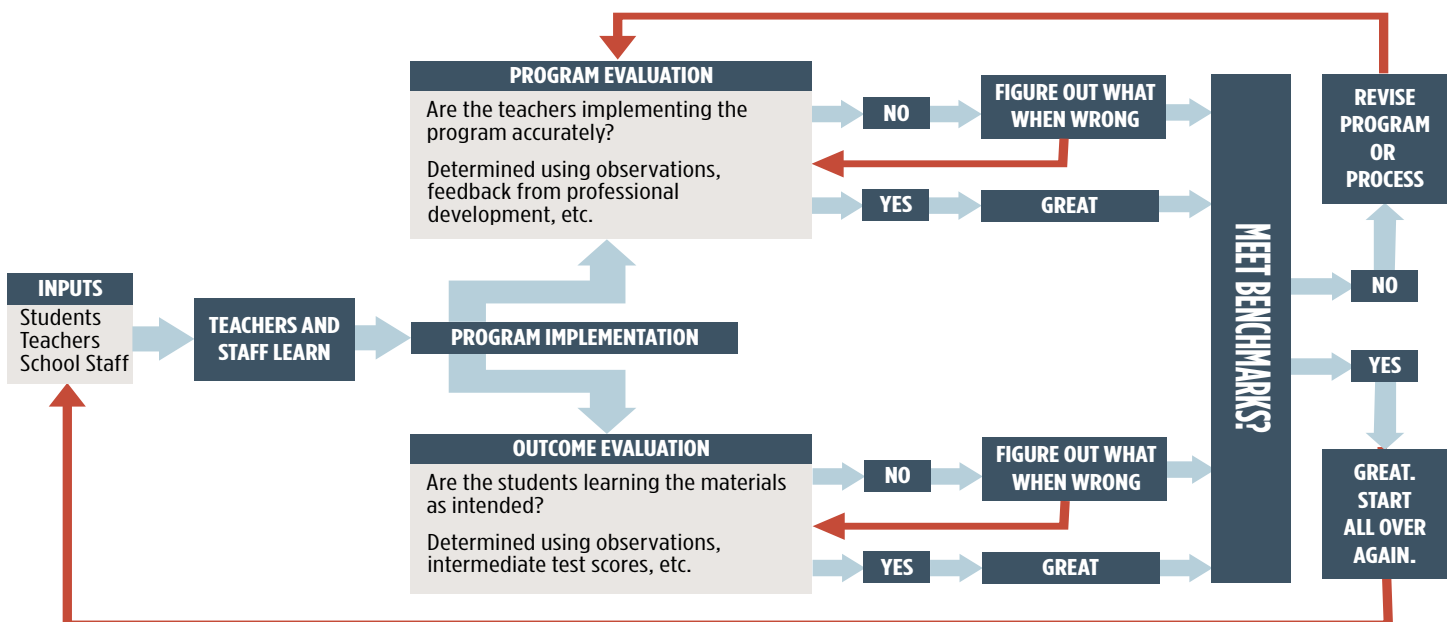 INPUTS
Students
Teachers
School Staff
TEACHERS AND
STAFF LEARN
PROGRAM IMPLEMENTATION
PROGRAM EVALUATION
Are the teachers implementing the
program accurately?
Determined using observations,
feedback from professional
development, etc.
NO
FIGURE OUT WHAT
WHEN WRONG
YES
GREAT
OUTCOME EVALUATION
Are the students learning the materials
as intended?
Determined using observations,
intermediate test scores, etc.
NO
FIGURE OUT WHAT
WHEN WRONG
YES
GREAT
MEET BENCHMARKS?
NO
REVISE
PROGRAM
OR
PROCESS
YES
GREAT.
START
ALL OVER
AGAIN.